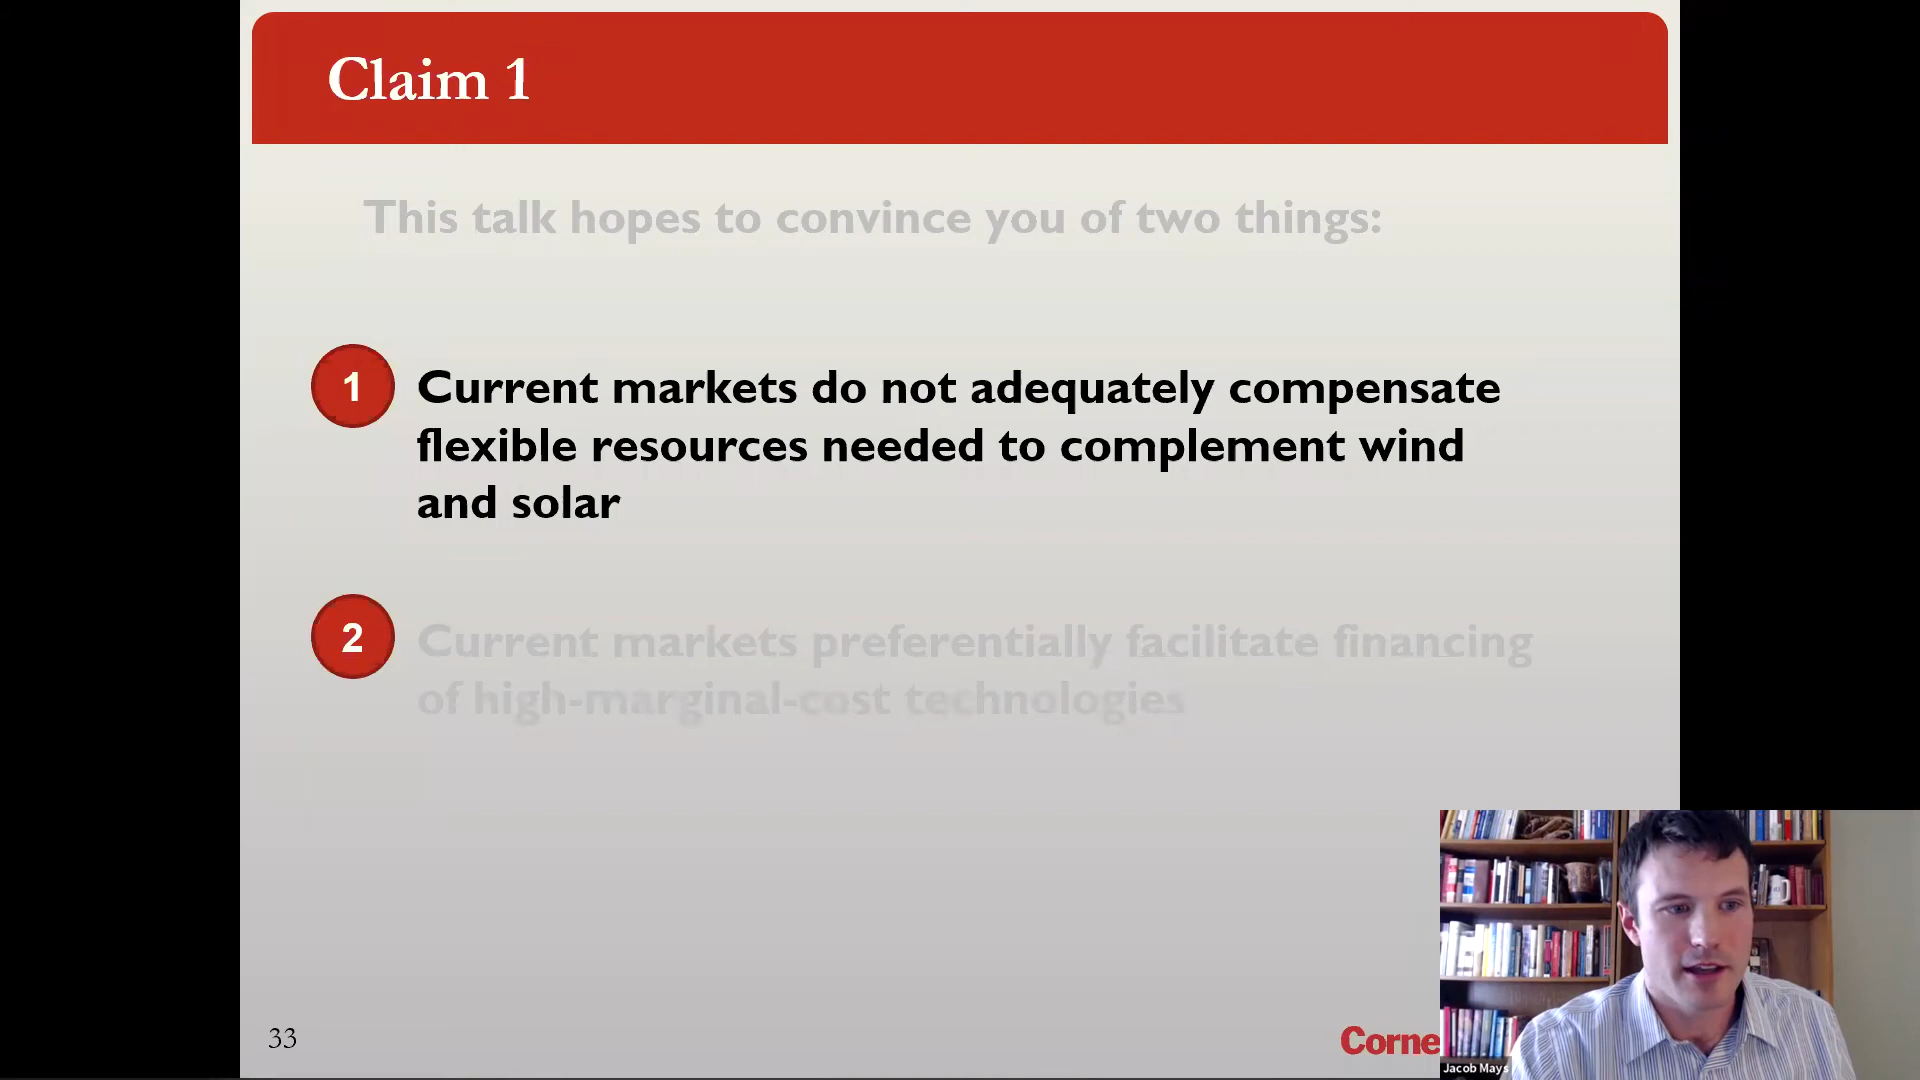 Claim 1
This talk hopes to convince you of two things:
1
Current markets do not adequately compensate
flexible resources needed to complement wind
and solar
2
Current markets preferentially facilitate financing
of high-marginal-cost technologies
33
Corne
Jacob Mays